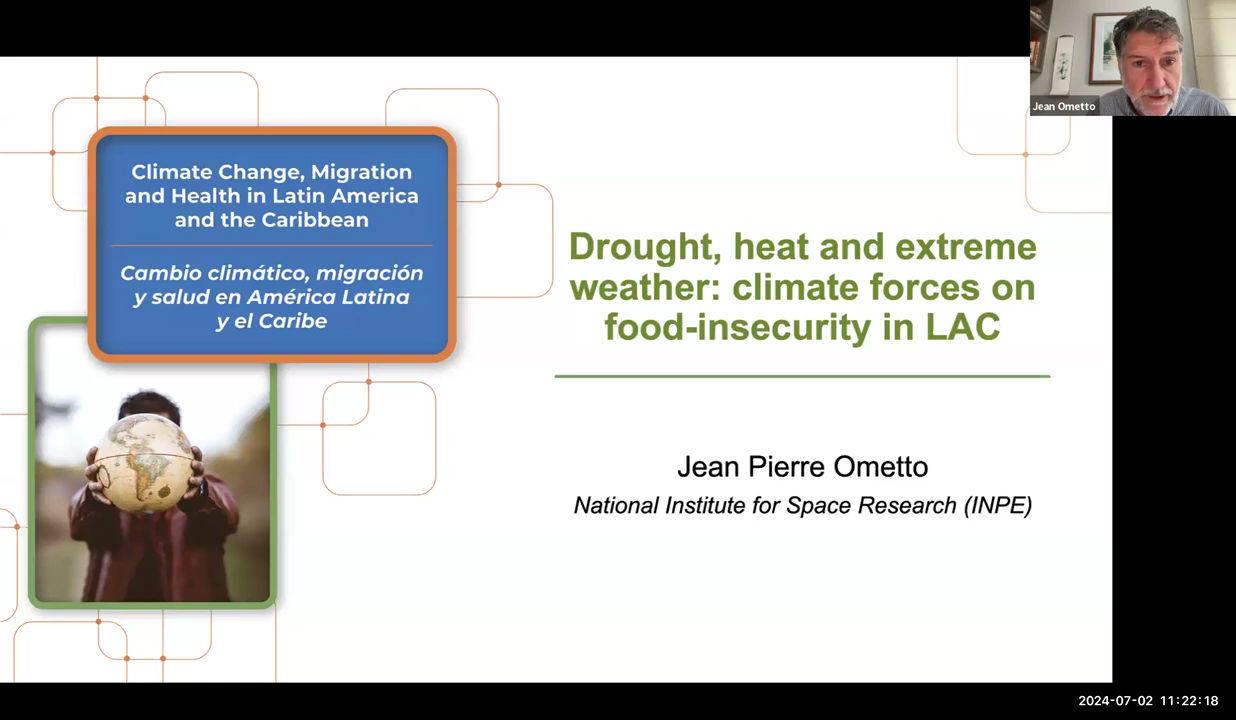 Climate Change, Migration
and Health in Latin America
and the Caribbean
Cambio climático, migración
y salud en América Latina
y el Caribe
Drought, heat and extreme
weather: climate forces on
food-insecurity in LAC
Jean Pierre Ometto
National Institute for Space Research (INPE)
Jean Ometto
2024-07-02 11:22:18